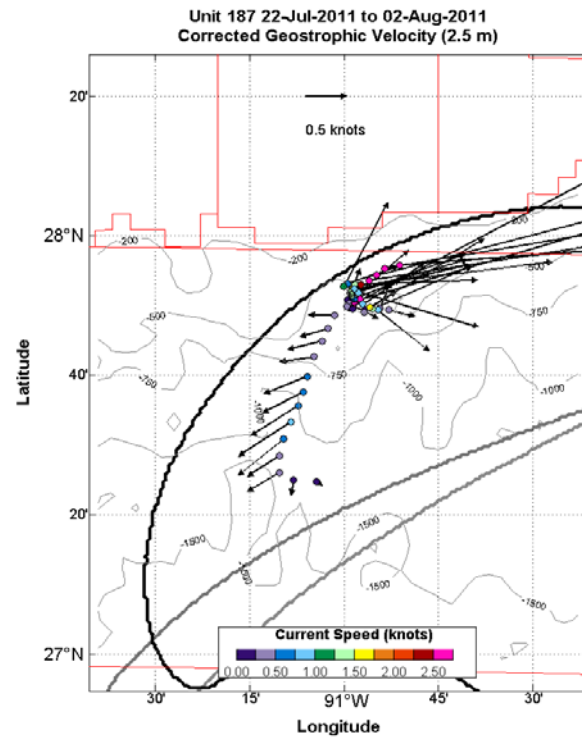 Unit 187 22-Jul-2011 to 02-Aug-2011
Corrected Geostrophic Velocity (2.5 m)
20'
0.5 knots
-200
-200
28°N
-200
-500
-500
-750
-750
-750
40'
-1000
-1000
-1000
20'
-1500
-1500
-1500
-1500
Current Speed (knots)
0.00 0.50 1.00 1.50 2.00 2.50
27°N
30' 15' 91°W 45' 30'
Latitude
Longitude